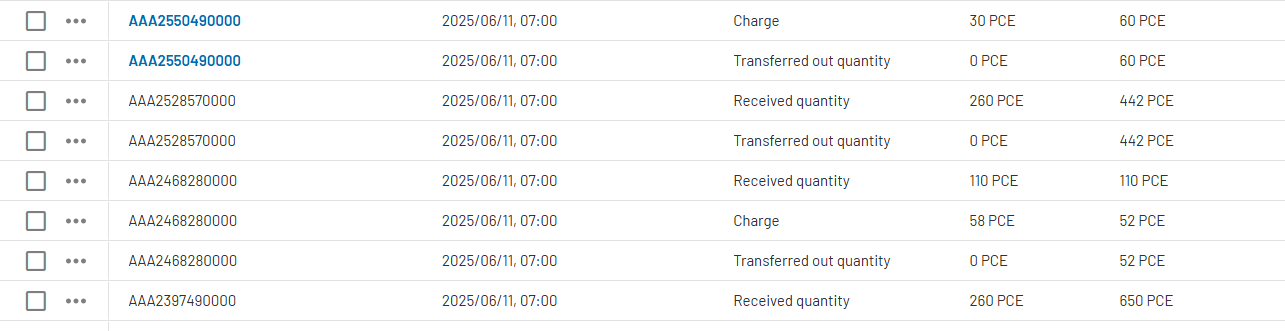 AAA2550490000 2025/06/11, 07:00 Charge 30 PCE 60 PCE
AAA2550490000 2025/06/11, 07:00 Transferred out quantity 0 PCE 60 PCE
AAA2528570000 2025/06/11, 07:00 Received quantity 260 PCE 442 PCE
AAA2528570000 2025/06/11, 07:00 Transferred out quantity 0 PCE 442 PCE
AAA2468280000 2025/06/11, 07:00 Received quantity 110 PCE 110 PCE
AAA2468280000 2025/06/11, 07:00 Charge 58 PCE 52 PCE
AAA2468280000 2025/06/11, 07:00 Transferred out quantity 0 PCE 52 PCE
AAA2397490000 2025/06/11, 07:00 Received quantity 260 PCE 650 PCE